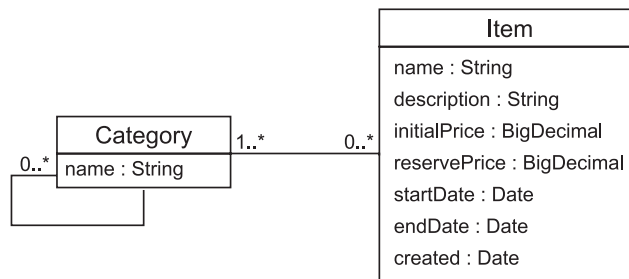 Item
name : String
description : String
initialPrice : BigDecimal
reservePrice : BigDecimal
startDate : Date
endDate : Date
created : Date
Category
name : String
0..*
1..*
0..*